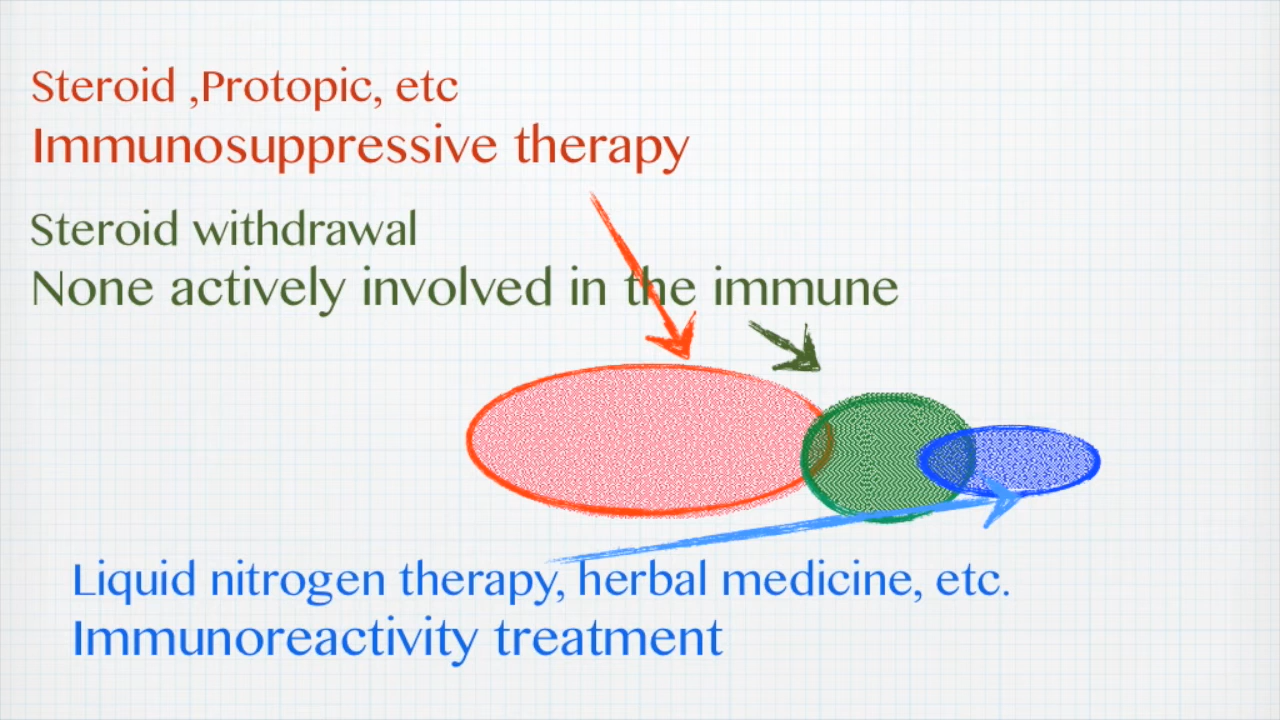 Steroid ,Protopic, etc
Immunosuppressive therapy
Steroid withdrawal
None actively involved in the immune
Liquid nitrogen therapy, herbal medicine, etc.
Immunoreactivity treatment